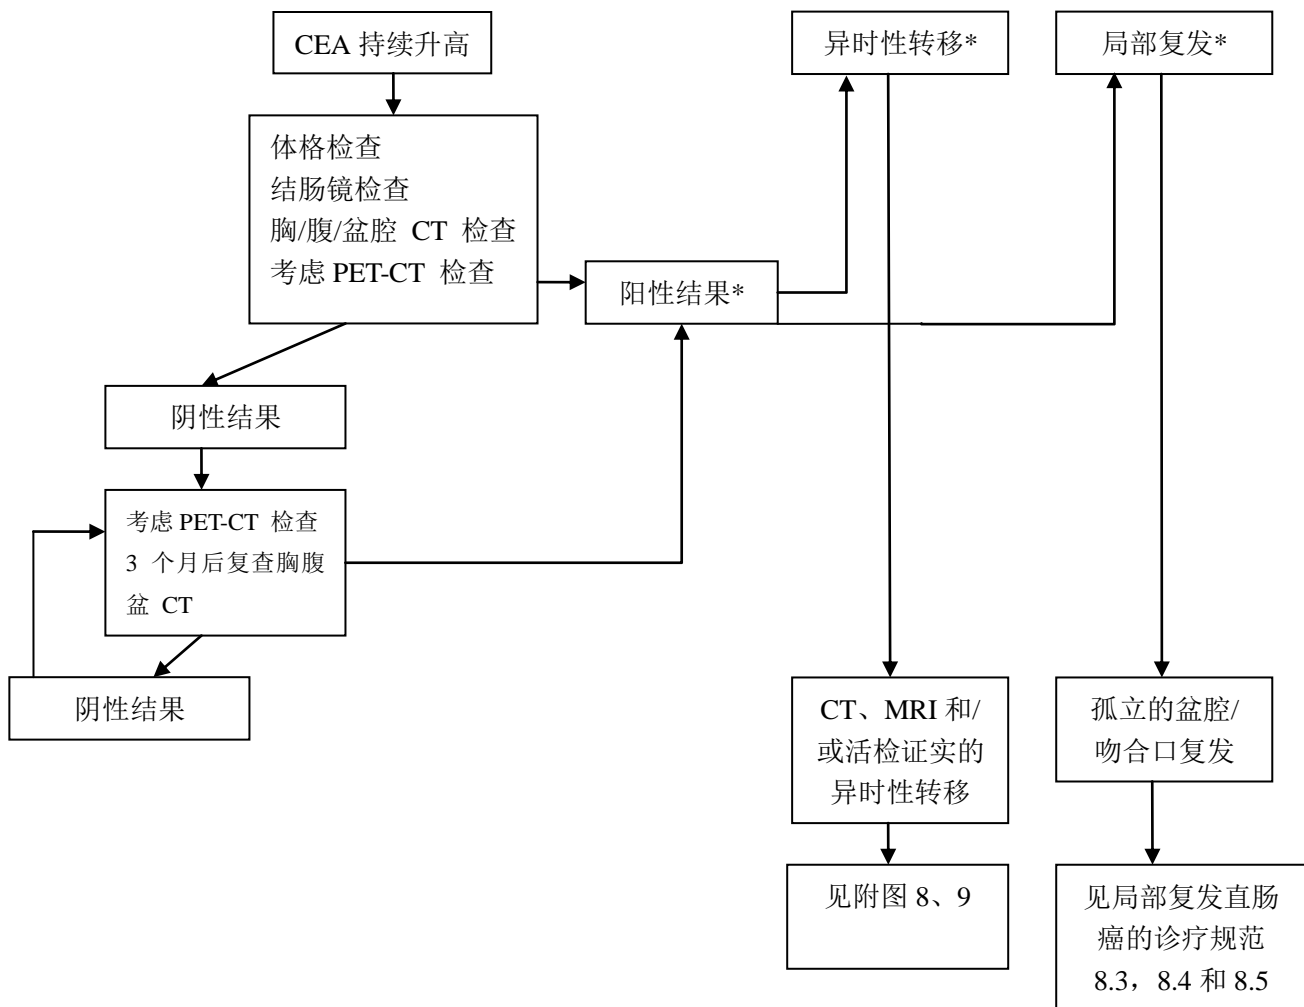 CEA 持续升高
异时性转移*
局部复发*
体格检查
结肠镜检查
胸/腹/盆腔 CT 检查
考虑 PET-CT 检查
阳性结果*
阴性结果
考虑 PET-CT 检查
3 个月后复查胸腹
盆 CT
阴性结果
CT、MRI 和/
或活检证实的
异时性转移
孤立的盆腔/
吻合口复发
见附图 8、9
见局部复发直肠
癌的诊疗规范
8.3，8.4 和 8.5